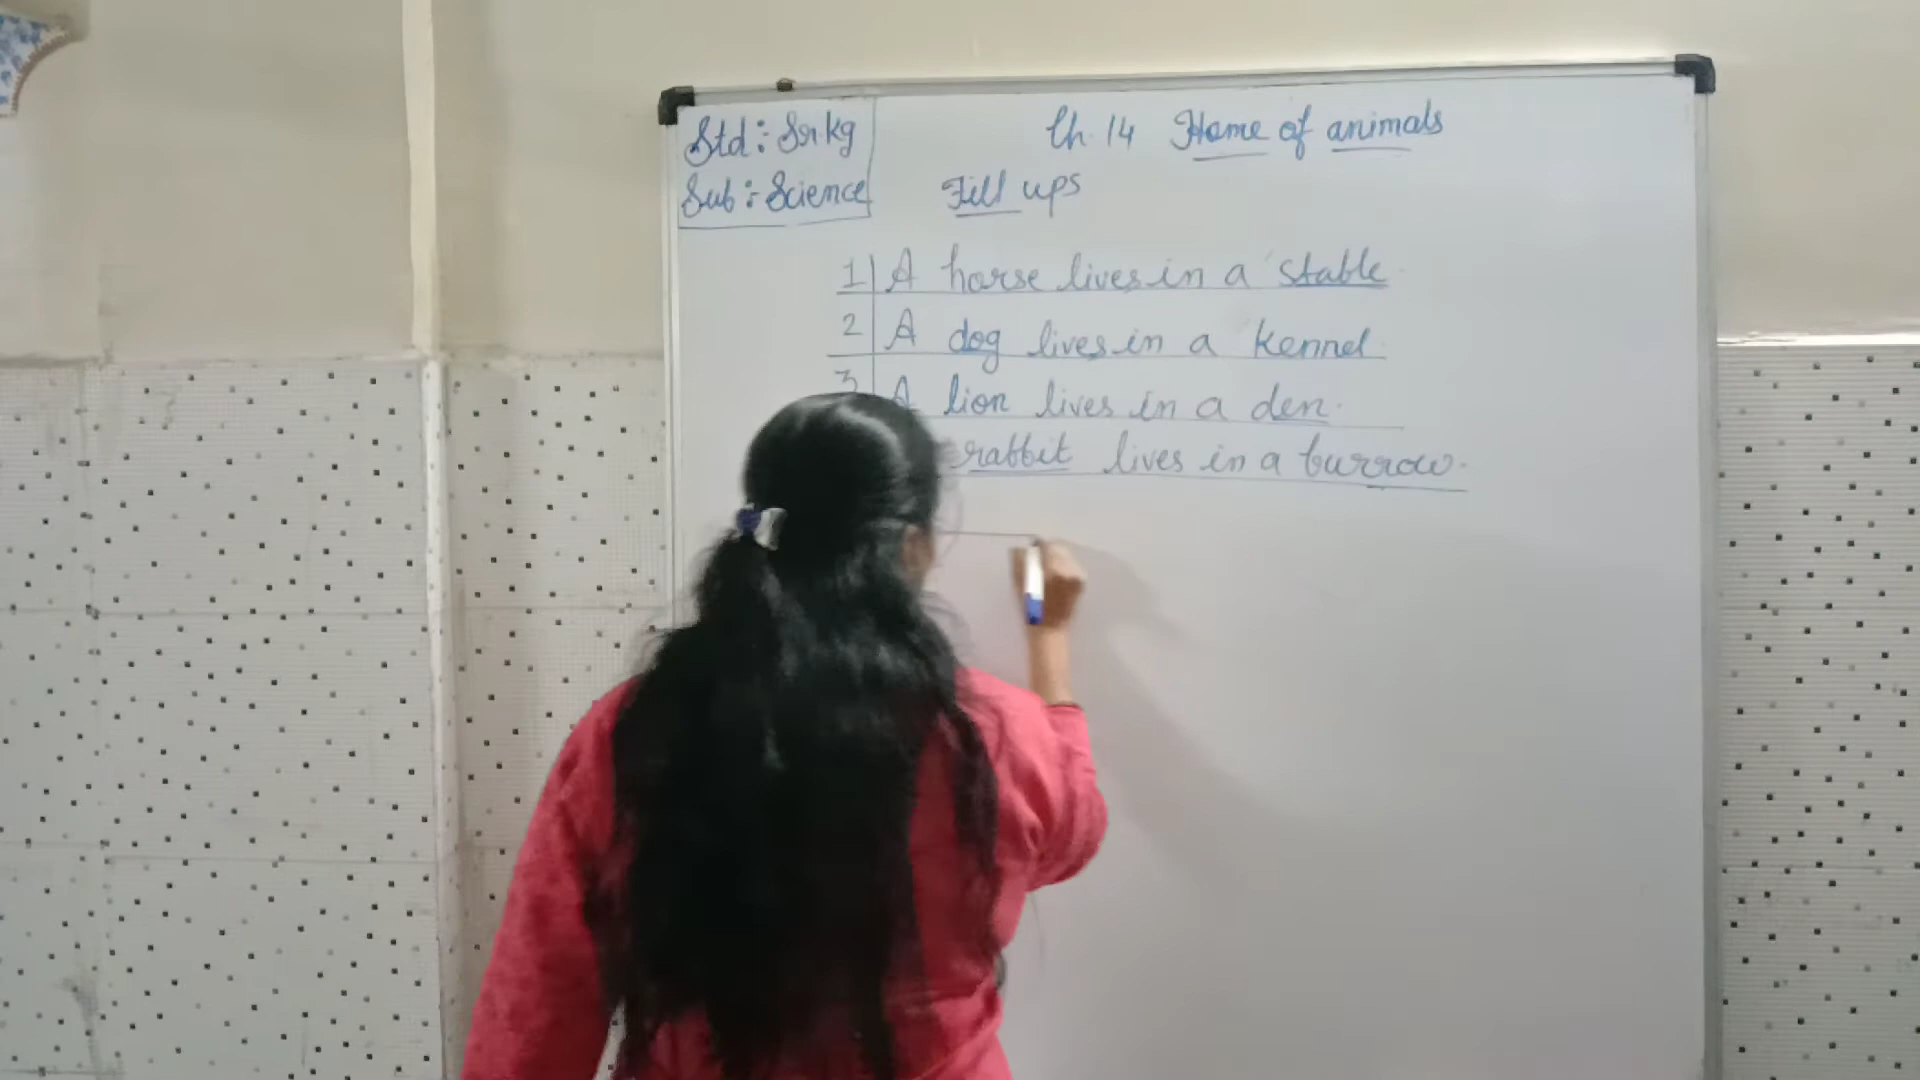 Std: Sr.kg
Sub: Science
Ch. 14 Home of animals
Fill ups
1 A horse lives in a stable.
2 A dog lives in a kennel.
3 A lion lives in a den.
rabbit lives in a burrow.